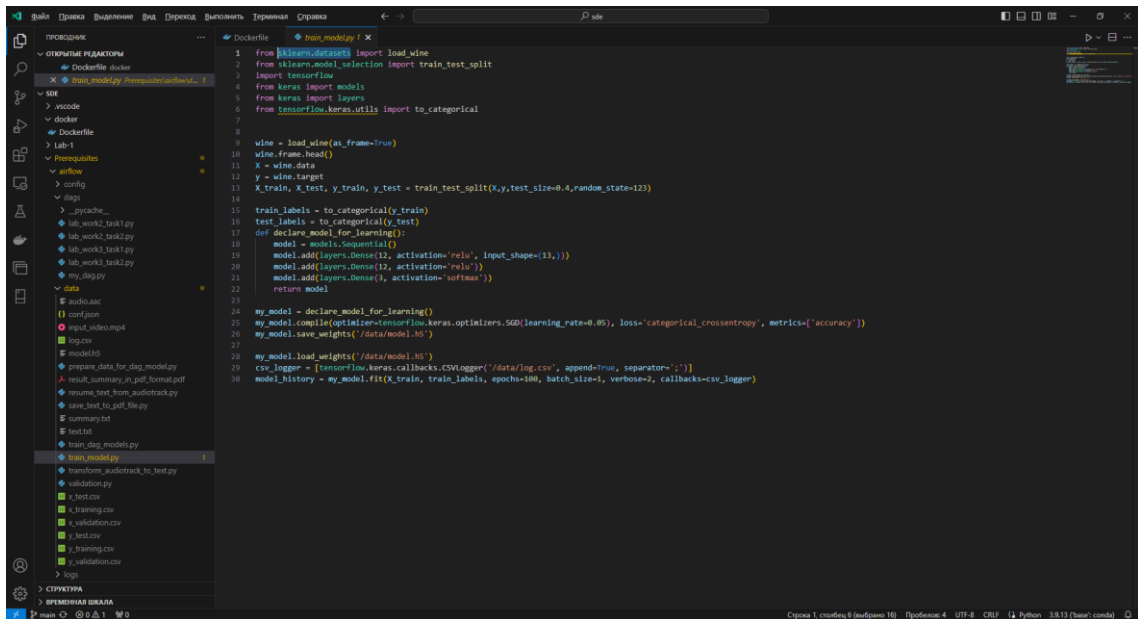 Файл Правка Выделение Вид Переход Выполнить Терминал Справка
sde
ПРОВОДНИК
Dockerfile
train_model.py 1
ОТКРЫТЫЕ РЕДАКТОРЫ
Dockerfile docker
train_model.py Prerequisites\airflow\d... 1
SDE
.vscode
docker
Dockerfile
Lab-1
Prerequisites
airflow
config
dags
__pycache__
lab_work2_task1.py
lab_work2_task2.py
lab_work3_task1.py
lab_work3_task2.py
my_dag.py
data
audio.aac
conf.json
input_video.mp4
log.csv
model.h5
prepare_data_for_dag_model.py
result_summary_in_pdf_format.pdf
resume_text_from_audiotrack.py
save_text_to_pdf_file.py
summary.txt
text.txt
train_dag_models.py
train_model.py 1
transform_audiotrack_to_text.py
validation.py
x_test.csv
x_training.csv
x_validation.csv
y_test.csv
y_training.csv
y_validation.csv
logs
СТРУКТУРА
ВРЕМЕННАЯ ШКАЛА
1 from sklearn.datasets import load_wine
2 from sklearn.model_selection import train_test_split
3 import tensorflow
4 from keras import models
5 from keras import layers
6 from tensorflow.keras.utils import to_categorical
7
8
9 wine = load_wine(as_frame=True)
10 wine.frame.head()
11 X = wine.data
12 y = wine.target
13 X_train, X_test, y_train, y_test = train_test_split(X,y,test_size=0.4,random_state=123)
14
15 train_labels = to_categorical(y_train)
16 test_labels = to_categorical(y_test)
17 def declare_model_for_learning():
18 model = models.Sequential()
19 model.add(layers.Dense(12, activation='relu', input_shape=(13,)))
20 model.add(layers.Dense(12, activation='relu'))
21 model.add(layers.Dense(3, activation='softmax'))
22 return model
23
24 my_model = declare_model_for_learning()
25 my_model.compile(optimizer=tensorflow.keras.optimizers.SGD(learning_rate=0.05), loss='categorical_crossentropy', metrics=['accuracy'])
26 my_model.save_weights('/data/model.h5')
27
28 my_model.load_weights('/data/model.h5')
29 csv_logger = [tensorflow.keras.callbacks.CSVLogger('/data/log.csv', append=True, separator=';')]
30 model_history = my_model.fit(X_train, train_labels, epochs=100, batch_size=1, verbose=2, callbacks=csv_logger)
main 0 1 0 Строка 1, столбец 6 (выбрано 16) Пробелов: 4 UTF-8 CRLF Python 3.9.13 ('base': conda)